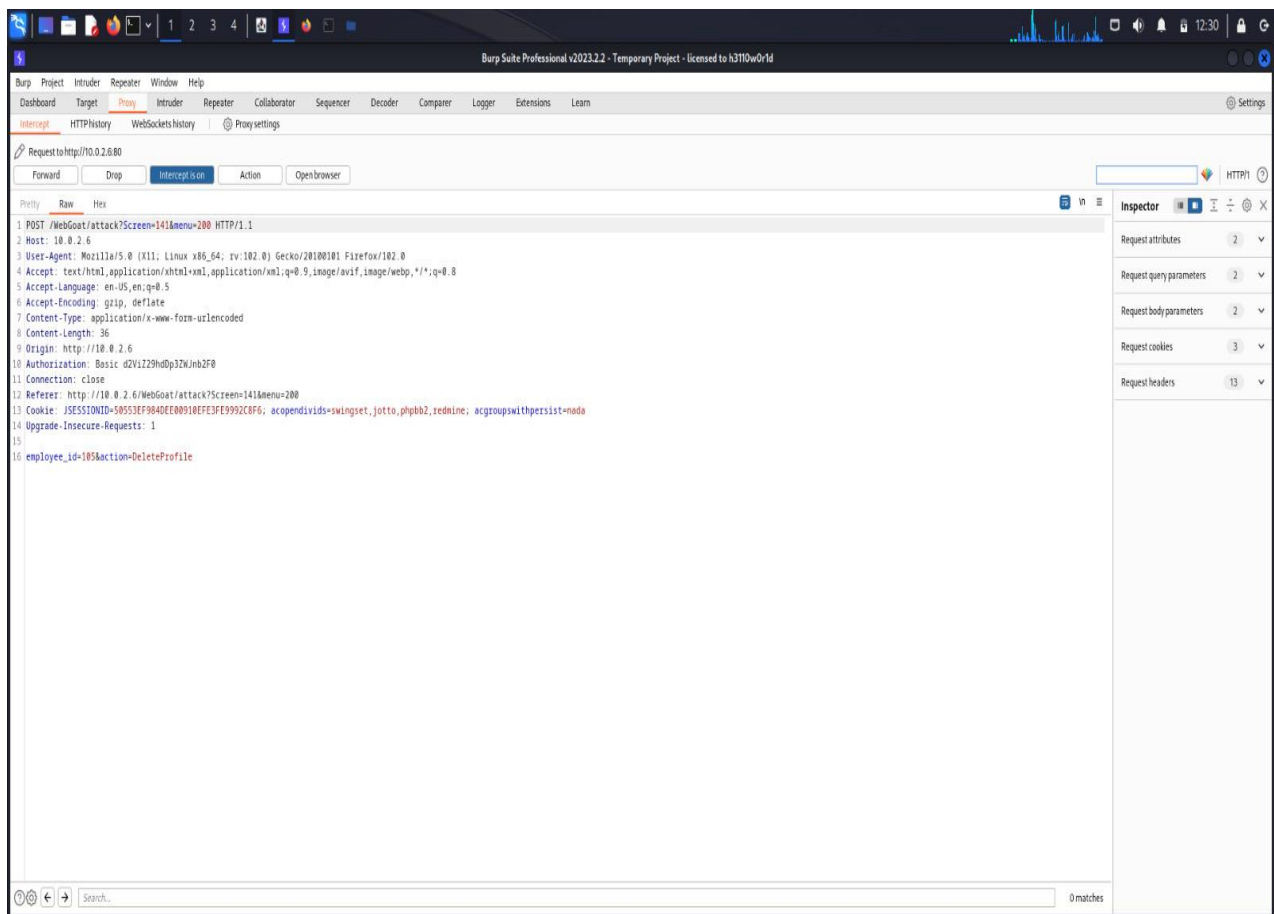 1 2 3 4 12:30
Burp Suite Professional v2023.2.2 - Temporary Project - licensed to h3110w0r1d
Burp Project Intruder Repeater Window Help
Dashboard Target Proxy Intruder Repeater Collaborator Sequencer Decoder Comparer Logger Extensions Learn Settings
Intercept HTTP history WebSockets history Proxy settings
Request to http://10.0.2.6:80
Forward Drop Intercept is on Action Open browser HTTP/1
Pretty Raw Hex \n
Inspector
1 POST /WebGoat/attack?Screen=141&menu=200 HTTP/1.1
2 Host: 10.0.2.6
3 User-Agent: Mozilla/5.0 (X11; Linux x86_64; rv:102.0) Gecko/20100101 Firefox/102.0
4 Accept: text/html,application/xhtml+xml,application/xml;q=0.9,image/avif,image/webp,*/*;q=0.8
5 Accept-Language: en-US,en;q=0.5
6 Accept-Encoding: gzip, deflate
7 Content-Type: application/x-www-form-urlencoded
8 Content-Length: 36
9 Origin: http://10.0.2.6
10 Authorization: Basic d2ViZ29hdDp3ZWJnb2F0
11 Connection: close
12 Referer: http://10.0.2.6/WebGoat/attack?Screen=141&menu=200
13 Cookie: JSESSIONID=50553EF984DEE00910EFE3FE9992C8F6; acopendivids=swingset,jotto,phpbb2,redmine; acgroupswithpersist=nada
14 Upgrade-Insecure-Requests: 1
15
16 employee_id=105&action=DeleteProfile
Request attributes 2
Request query parameters 2
Request body parameters 2
Request cookies 3
Request headers 13
Search... 0 matches